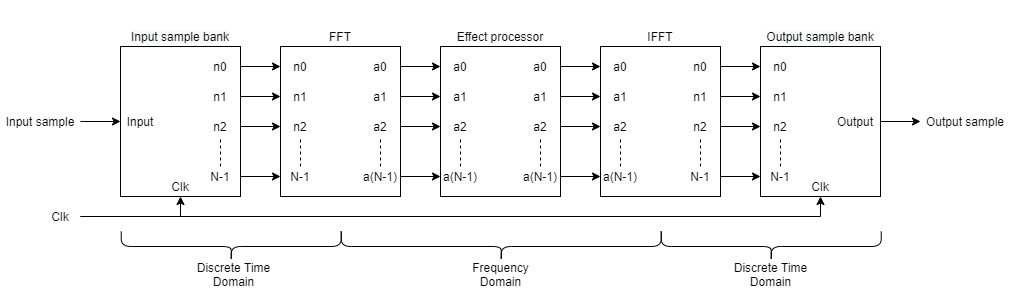 Input sample bank FFT Effect processor IFFT Output sample bank
n0 n0 a0 a0 a0 a0 n0 n0
n1 n1 a1 a1 a1 a1 n1 n1
Input sample Input n2 n2 a2 a2 a2 a2 n2 n2 Output Output sample
N-1 N-1 a(N-1) a(N-1) a(N-1) a(N-1) N-1 N-1
Clk Clk
Clk
Discrete Time Frequency Discrete Time
Domain Domain Domain